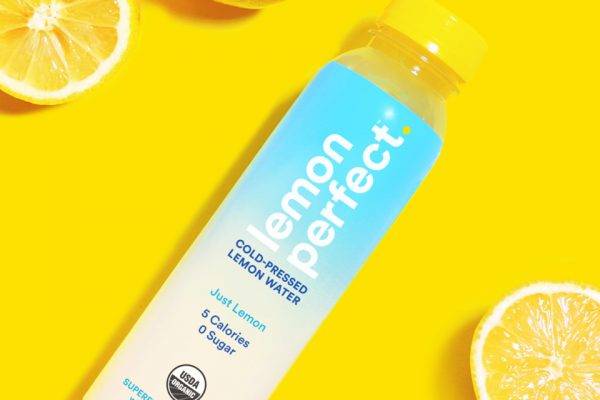 lemon
perfect.
COLD-PRESSED
LEMON WATER
Just Lemon
5 Calories
0 Sugar
USDA
ORGANIC